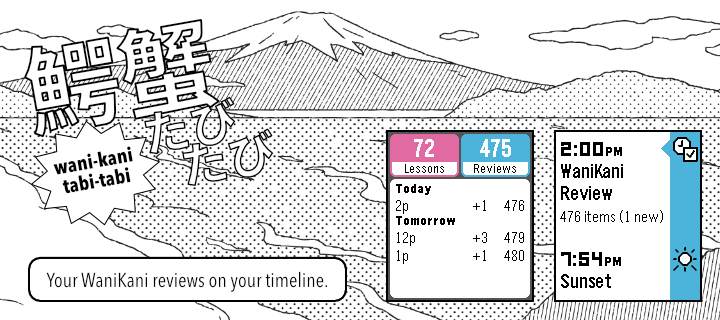 鰐蟹
たび
たび
wani-kani
tabi-tabi
Your WaniKani reviews on your timeline.
72 475
Lessons Reviews
Today
2p +1 476
Tomorrow
12p +3 479
1p +1 480
2:00PM
WaniKani
Review
476 items (1 new)
7:54PM
Sunset